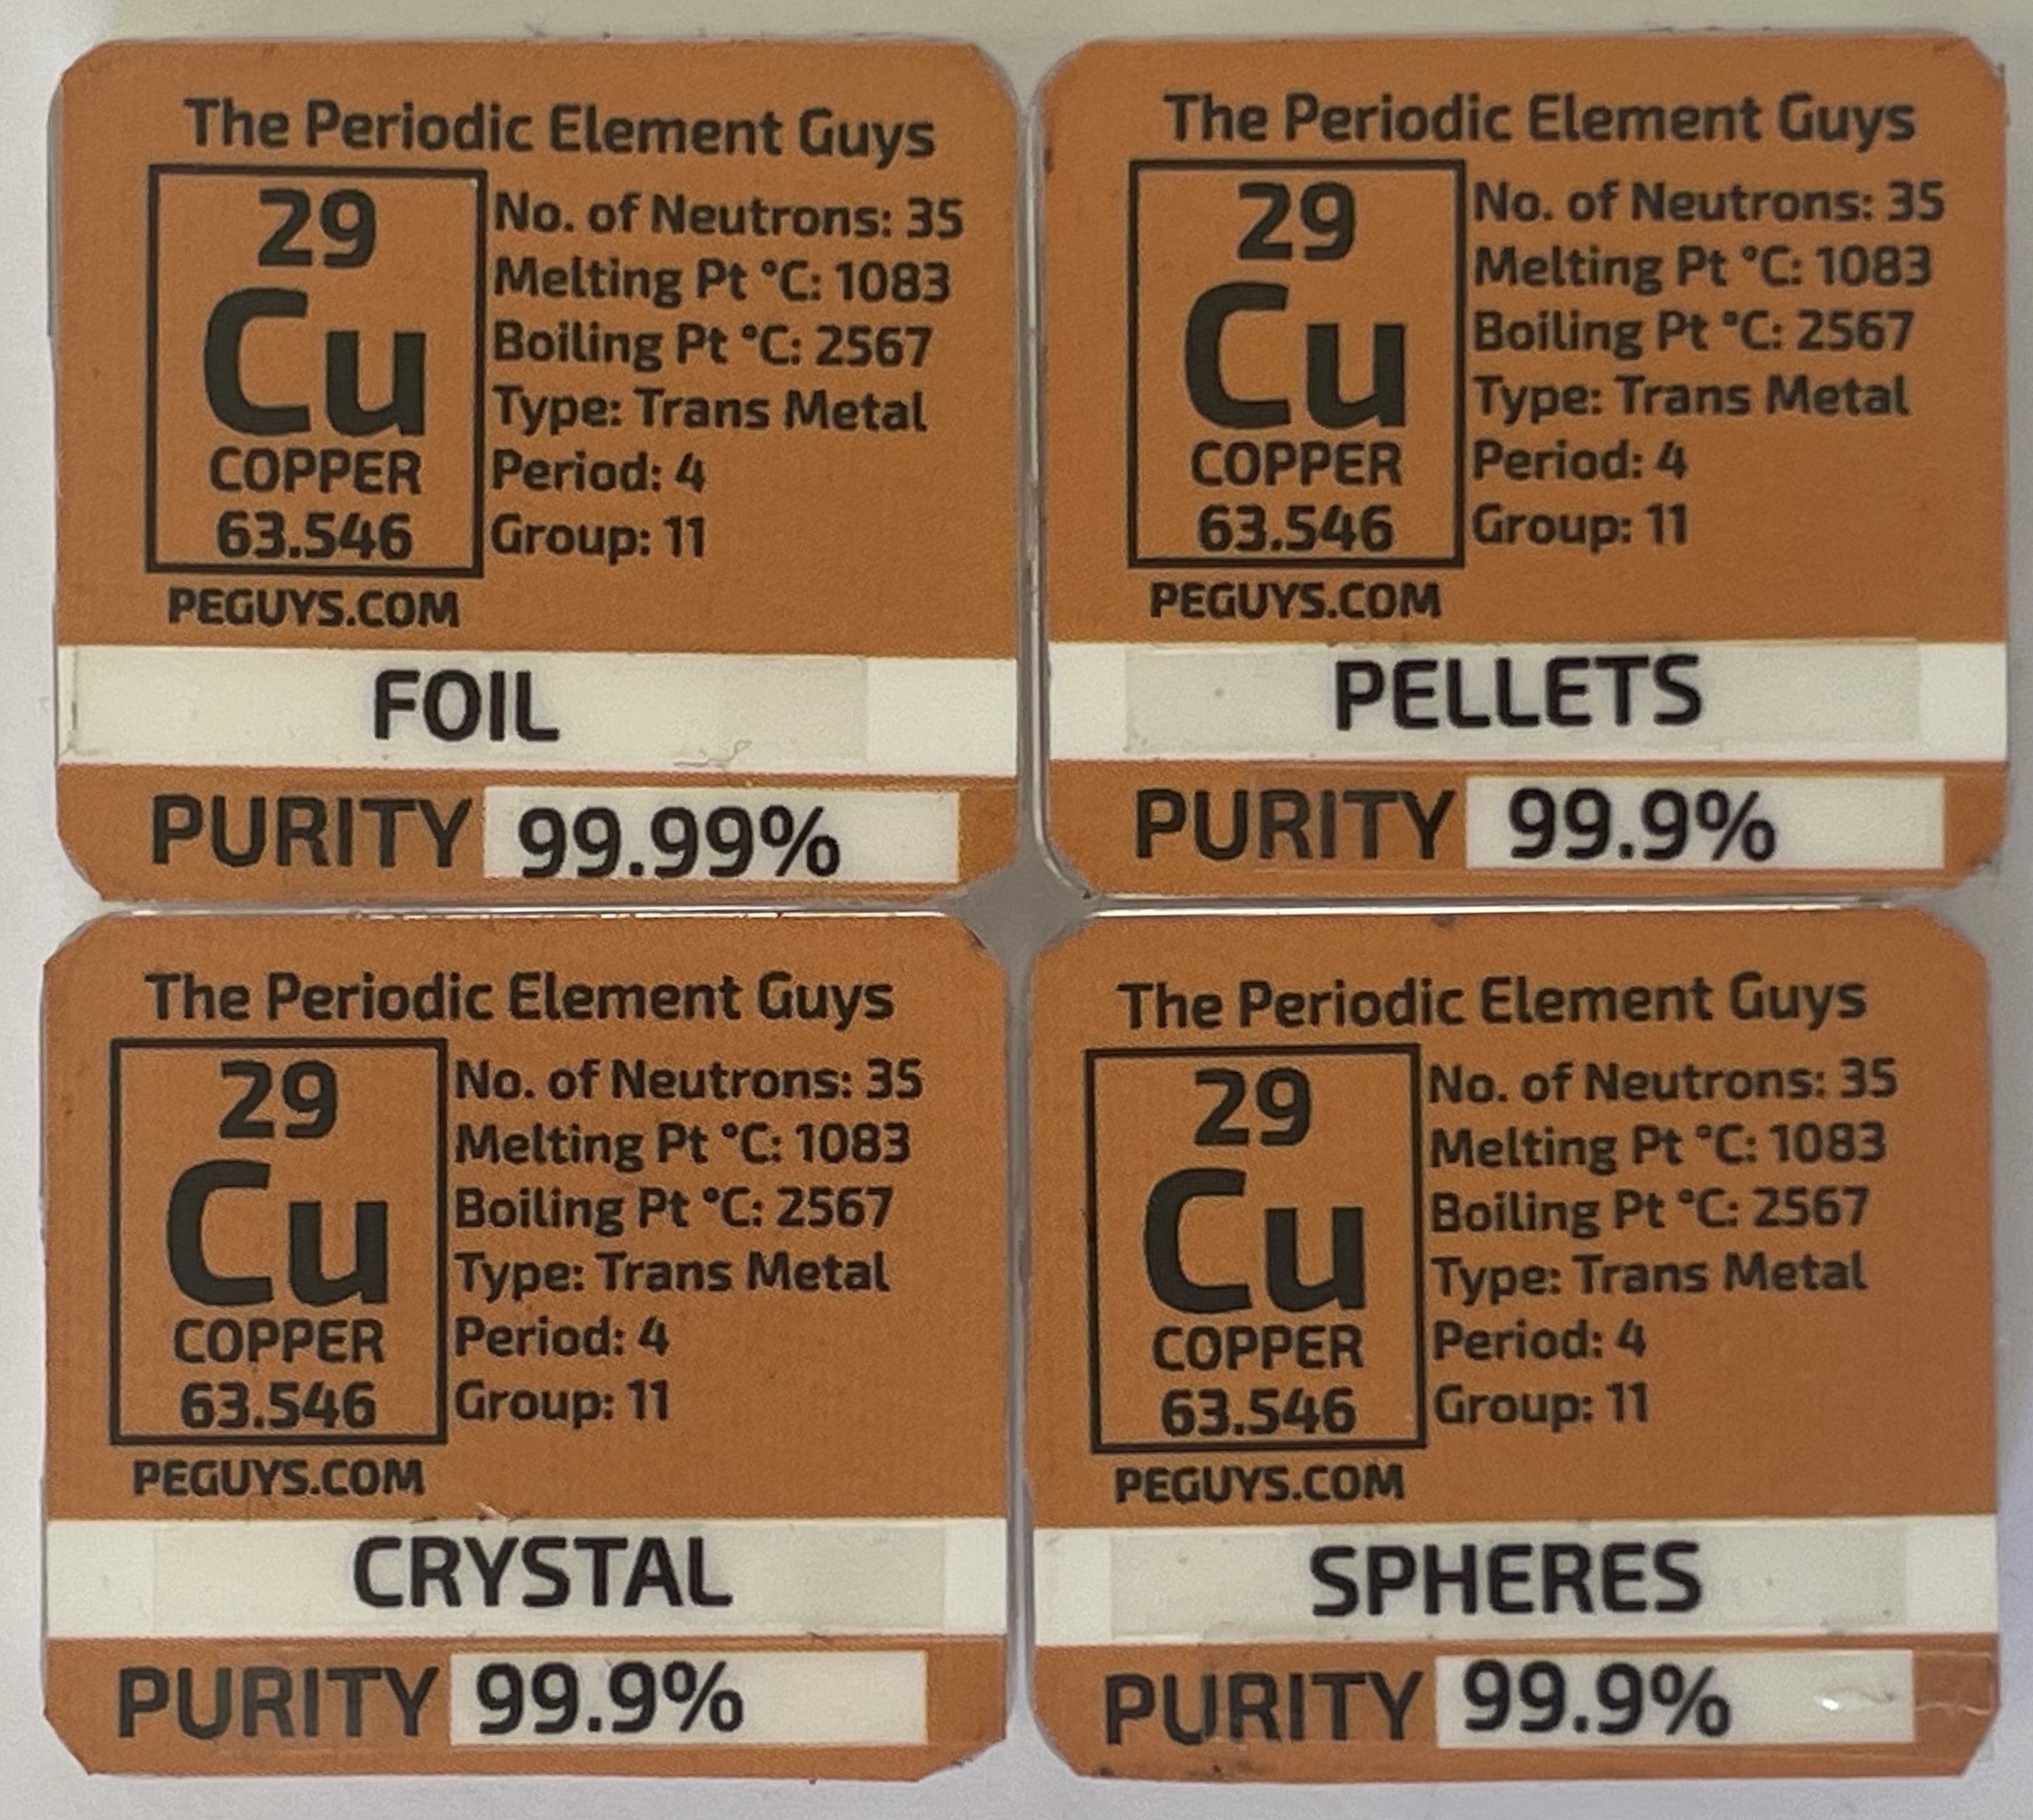 The Periodic Element Guys
29
Cu
COPPER
63.546
No. of Neutrons: 35
Melting Pt °C: 1083
Boiling Pt °C: 2567
Type: Trans Metal
Period: 4
Group: 11
PEGUYS.COM
FOIL
PURITY 99.99%
The Periodic Element Guys
29
Cu
COPPER
63.546
No. of Neutrons: 35
Melting Pt °C: 1083
Boiling Pt °C: 2567
Type: Trans Metal
Period: 4
Group: 11
PEGUYS.COM
PELLETS
PURITY 99.9%
The Periodic Element Guys
29
Cu
COPPER
63.546
No. of Neutrons: 35
Melting Pt °C: 1083
Boiling Pt °C: 2567
Type: Trans Metal
Period: 4
Group: 11
PEGUYS.COM
CRYSTAL
PURITY 99.9%
The Periodic Element Guys
29
Cu
COPPER
63.546
No. of Neutrons: 35
Melting Pt °C: 1083
Boiling Pt °C: 2567
Type: Trans Metal
Period: 4
Group: 11
PEGUYS.COM
SPHERES
PURITY 99.9%